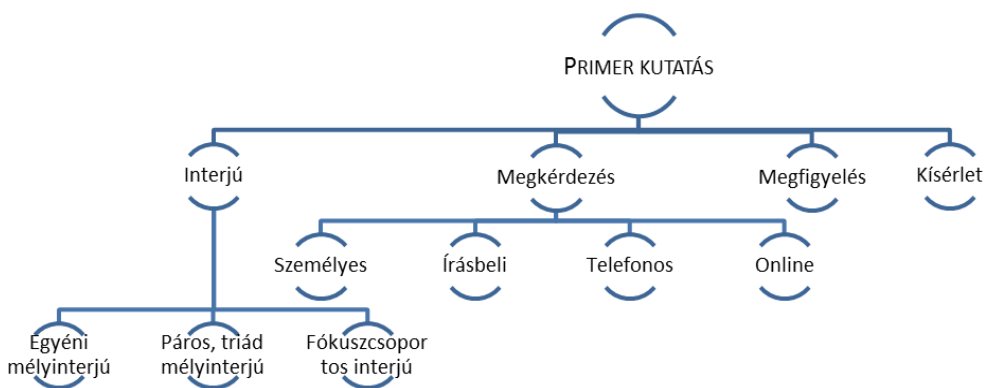 PRIMER KUTATÁS
Interjú
Megkérdezés
Megfigyelés
Kísérlet
Személyes
Írásbeli
Telefonos
Online
Egyéni
mélyinterjú
Páros, triád
mélyinterjú
Fókuszcsopor
tos interjú